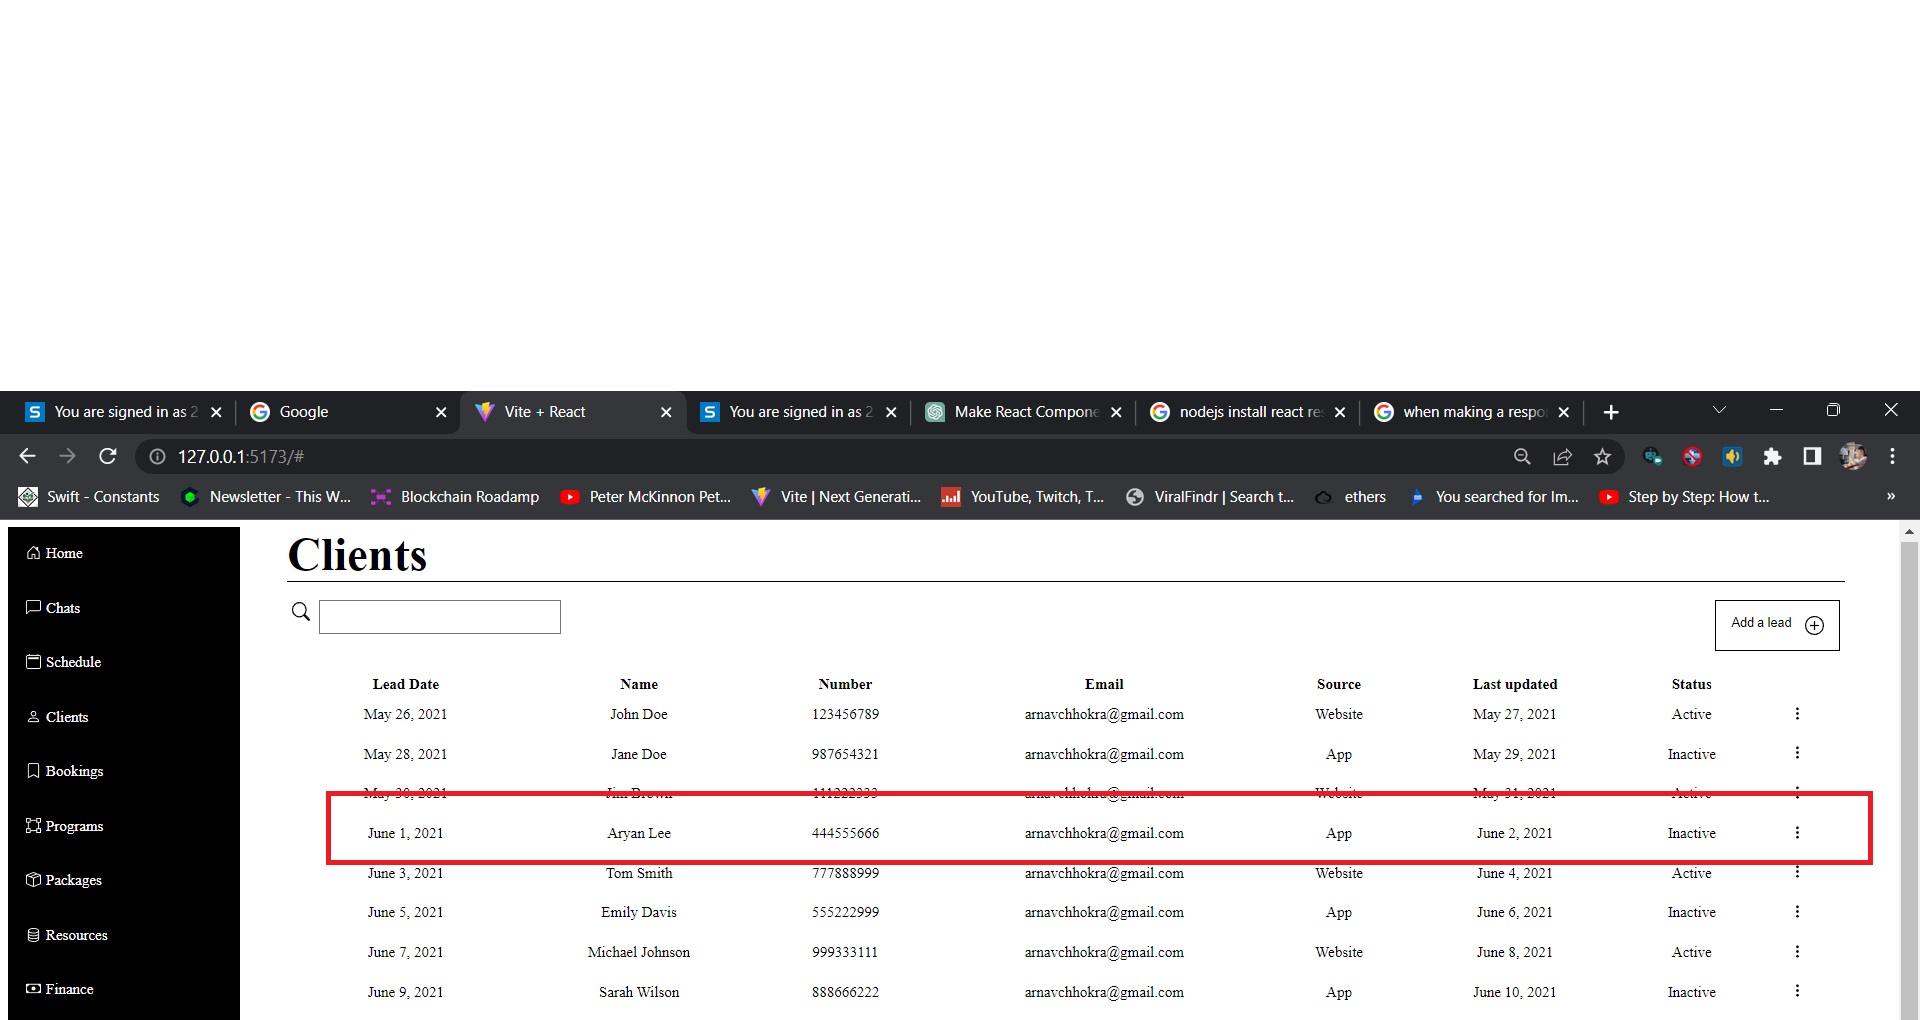 You are signed in as 2
Google
Vite + React
You are signed in as 2
Make React Compone
nodejs install react res
when making a respo
127.0.0.1:5173/#
Swift - Constants
Newsletter - This W...
Blockchain Roadamp
Peter McKinnon Pet...
Vite | Next Generati...
YouTube, Twitch, T...
ViralFindr | Search t...
ethers
You searched for Im...
Step by Step: How t...
»
Home
Chats
Schedule
Clients
Bookings
Programs
Packages
Resources
Finance
Clients
Add a lead
Lead Date Name Number Email Source Last updated Status
May 26, 2021 John Doe 123456789 arnavchhokra@gmail.com Website May 27, 2021 Active
May 28, 2021 Jane Doe 987654321 arnavchhokra@gmail.com App May 29, 2021 Inactive
May 30, 2021 Jim Brown 111222333 arnavchhokra@gmail.com Website May 31, 2021 Active
June 1, 2021 Aryan Lee 444555666 arnavchhokra@gmail.com App June 2, 2021 Inactive
June 3, 2021 Tom Smith 777888999 arnavchhokra@gmail.com Website June 4, 2021 Active
June 5, 2021 Emily Davis 555222999 arnavchhokra@gmail.com App June 6, 2021 Inactive
June 7, 2021 Michael Johnson 999333111 arnavchhokra@gmail.com Website June 8, 2021 Active
June 9, 2021 Sarah Wilson 888666222 arnavchhokra@gmail.com App June 10, 2021 Inactive